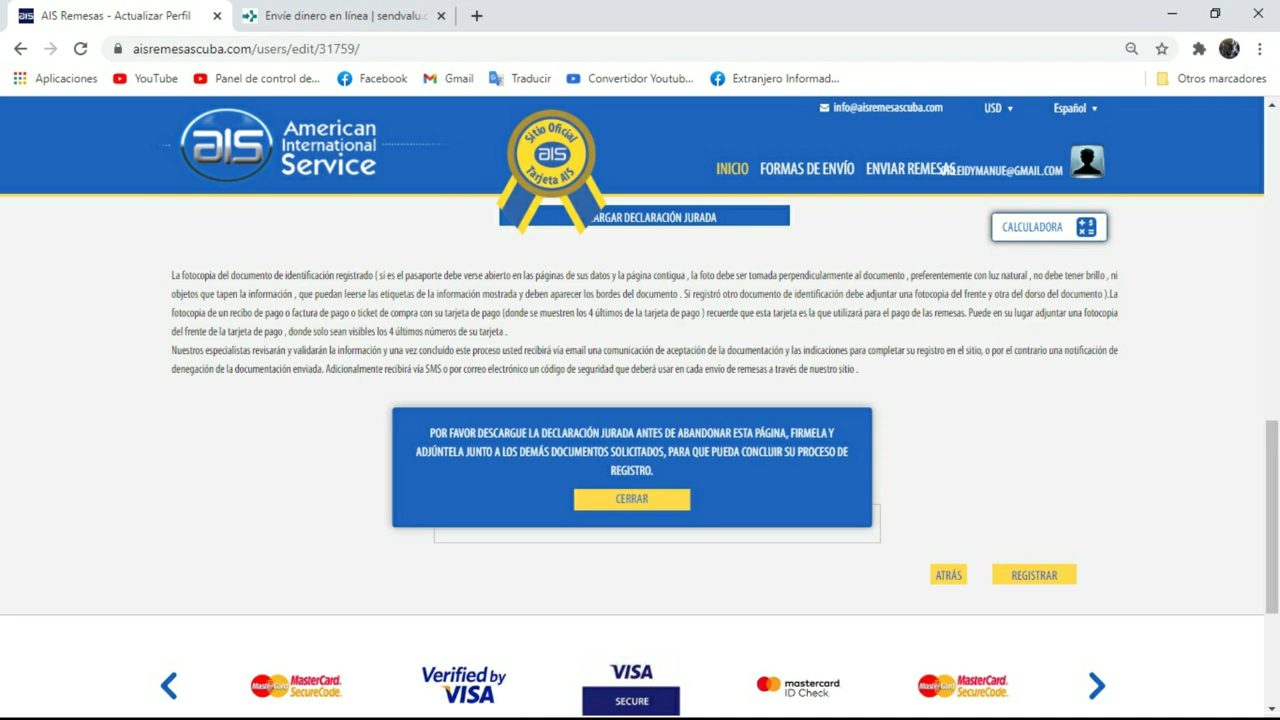 AIS Remesas - Actualizar Perfil
Envíe dinero en línea | sendvalu.c
aisremesascuba.com/users/edit/31759/
Aplicaciones
YouTube
Panel de control de...
Facebook
Gmail
Traducir
Convertidor Youtub...
Extranjero Informad...
Otros marcadores
info@aisremesascuba.com
USD
Español
ais
American
International
Service
Sitio Oficial
ais
Tarjeta AIS
INICIO
FORMAS DE ENVÍO
ENVIAR REMESAS
EIDYMANUE@GMAIL.COM
ARGAR DECLARACIÓN JURADA
CALCULADORA
La fotocopia del documento de identificación registrado ( si es el pasaporte debe verse abierto en las páginas de sus datos y la página contigua , la foto debe ser tomada perpendicularmente al documento , preferentemente con luz natural , no debe tener brillo , ni
objetos que tapen la información , que puedan leerse las etiquetas de la información mostrada y deben aparecer los bordes del documento . Si registró otro documento de identificación debe adjuntar una fotocopia del frente y otra del dorso del documento ).La
fotocopia de un recibo de pago o factura de pago o ticket de compra con su tarjeta de pago (donde se muestren los 4 últimos de la tarjeta de pago ) recuerde que esta tarjeta es la que utilizará para el pago de las remesas. Puede en su lugar adjuntar una fotocopia
del frente de la tarjeta de pago , donde solo sean visibles los 4 últimos números de su tarjeta .
Nuestros especialistas revisarán y validarán la información y una vez concluido este proceso usted recibirá vía email una comunicación de aceptación de la documentación y las indicaciones para completar su registro en el sitio, o por el contrario una notificación de
denegación de la documentación enviada. Adicionalmente recibirá vía SMS o por correo electrónico un código de seguridad que deberá usar en cada envío de remesas a través de nuestro sitio .
POR FAVOR DESCARGUE LA DECLARACIÓN JURADA ANTES DE ABANDONAR ESTA PÁGINA, FIRMELA Y
ADJÚNTELA JUNTO A LOS DEMÁS DOCUMENTOS SOLICITADOS, PARA QUE PUEDA CONCLUIR SU PROCESO DE
REGISTRO.
CERRAR
ATRÁS
REGISTRAR
MasterCard MasterCard.
SecureCode.
Verified by
VISA
VISA
SECURE
mastercard
ID Check
MasterCard MasterCard.
SecureCode.